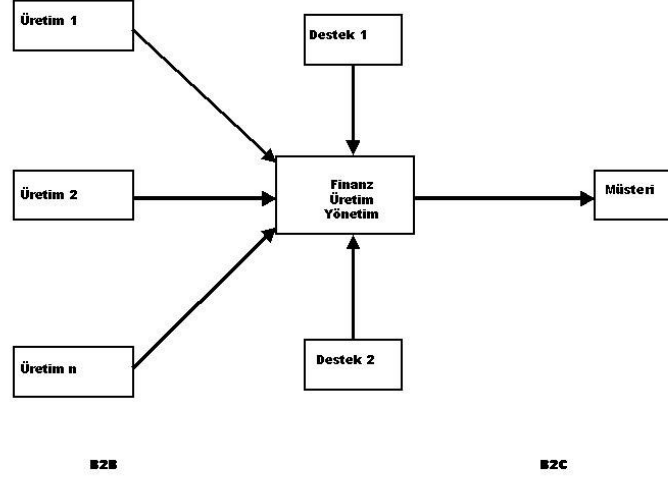 Üretim 1
Destek 1
Üretim 2
Finanz
Üretim
Yönetim
Müsteri
Üretim n
Destek 2
B2B
B2C